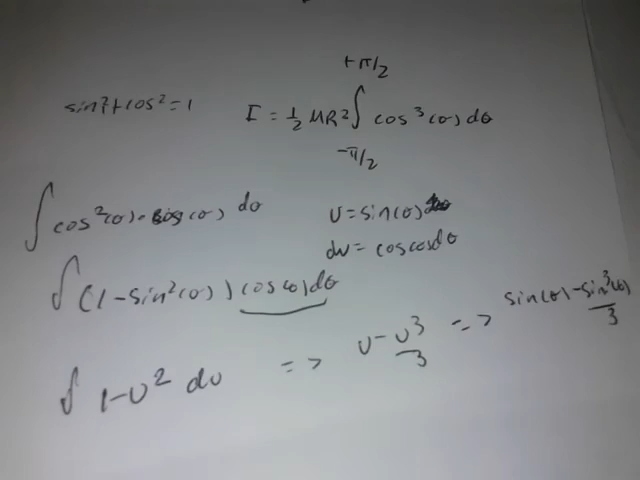 +π/2
sin²+cos²=1
I = 1/2 MR² ∫ cos³(θ) dθ
-π/2
∫ cos²(θ) · cos(θ) dθ
u = sin(θ)
du = cos(θ)dθ
∫ (1-sin²(θ)) cos(θ)dθ
∫ 1-u² du => u - u³/3 => sin(θ) - sin³(θ)/3